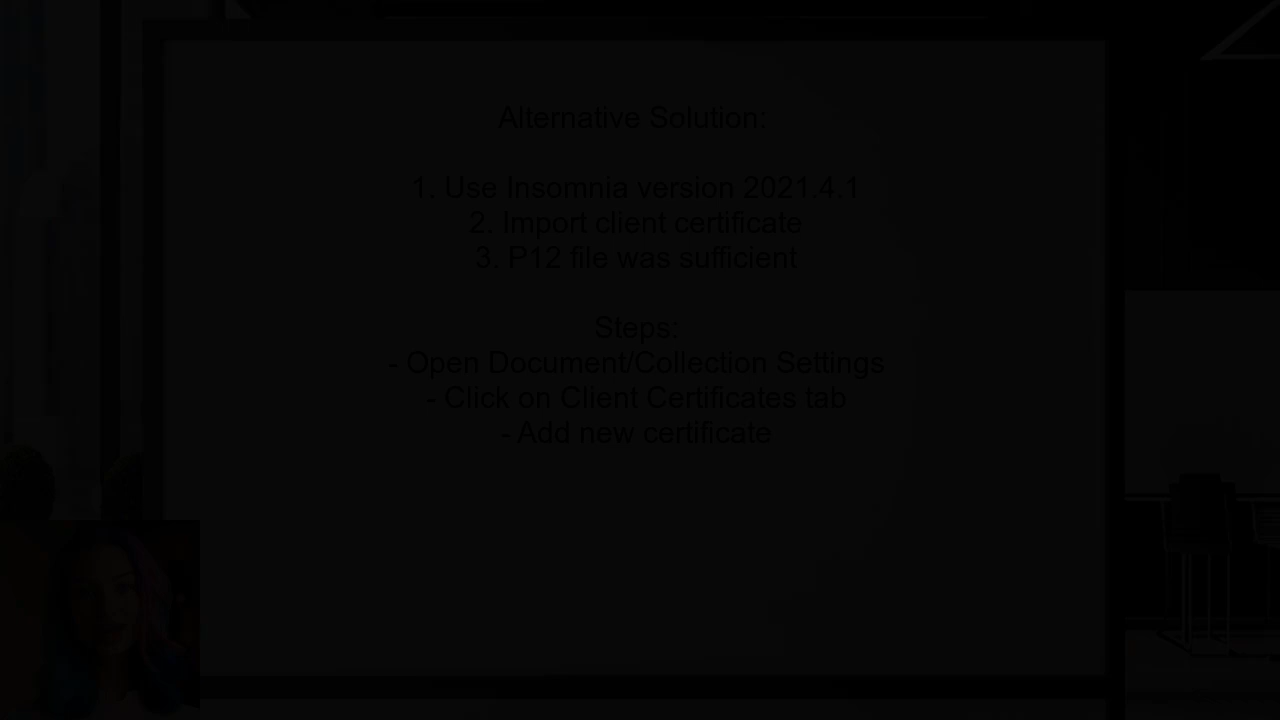 Alternative Solution:
1. Use Insomnia version 2021.4.1
2. Import client certificate
3. P12 file was sufficient
Steps:
- Open Document/Collection Settings
- Click on Client Certificates tab
- Add new certificate